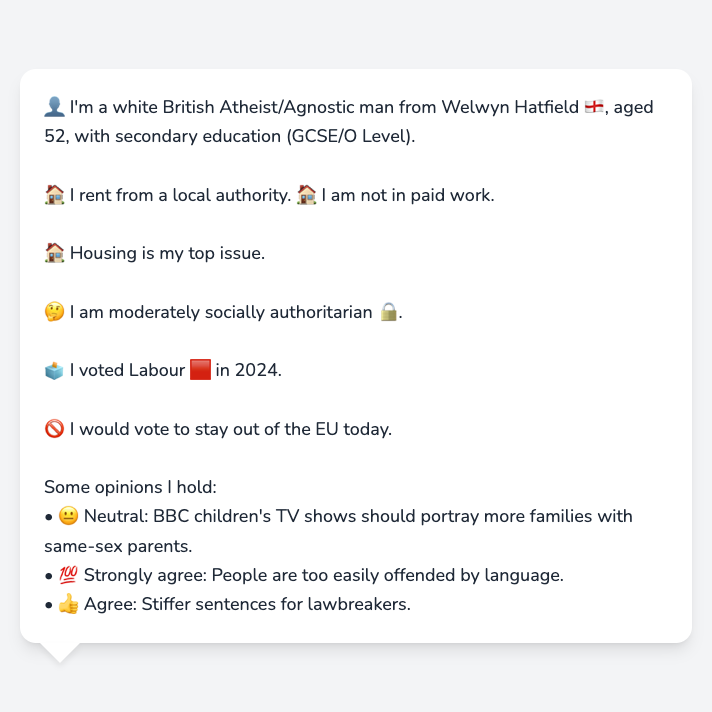 👤 I'm a white British Atheist/Agnostic man from Welwyn Hatfield 🏴󠁧󠁢󠁥󠁮󠁧󠁿, aged
52, with secondary education (GCSE/O Level).
🏠 I rent from a local authority. 🏠 I am not in paid work.
🏠 Housing is my top issue.
🤔 I am moderately socially authoritarian 🔒.
🗳️ I voted Labour 🟥 in 2024.
🚫 I would vote to stay out of the EU today.
Some opinions I hold:
• 😐 Neutral: BBC children's TV shows should portray more families with
same-sex parents.
• 💯 Strongly agree: People are too easily offended by language.
• 👍 Agree: Stiffer sentences for lawbreakers.